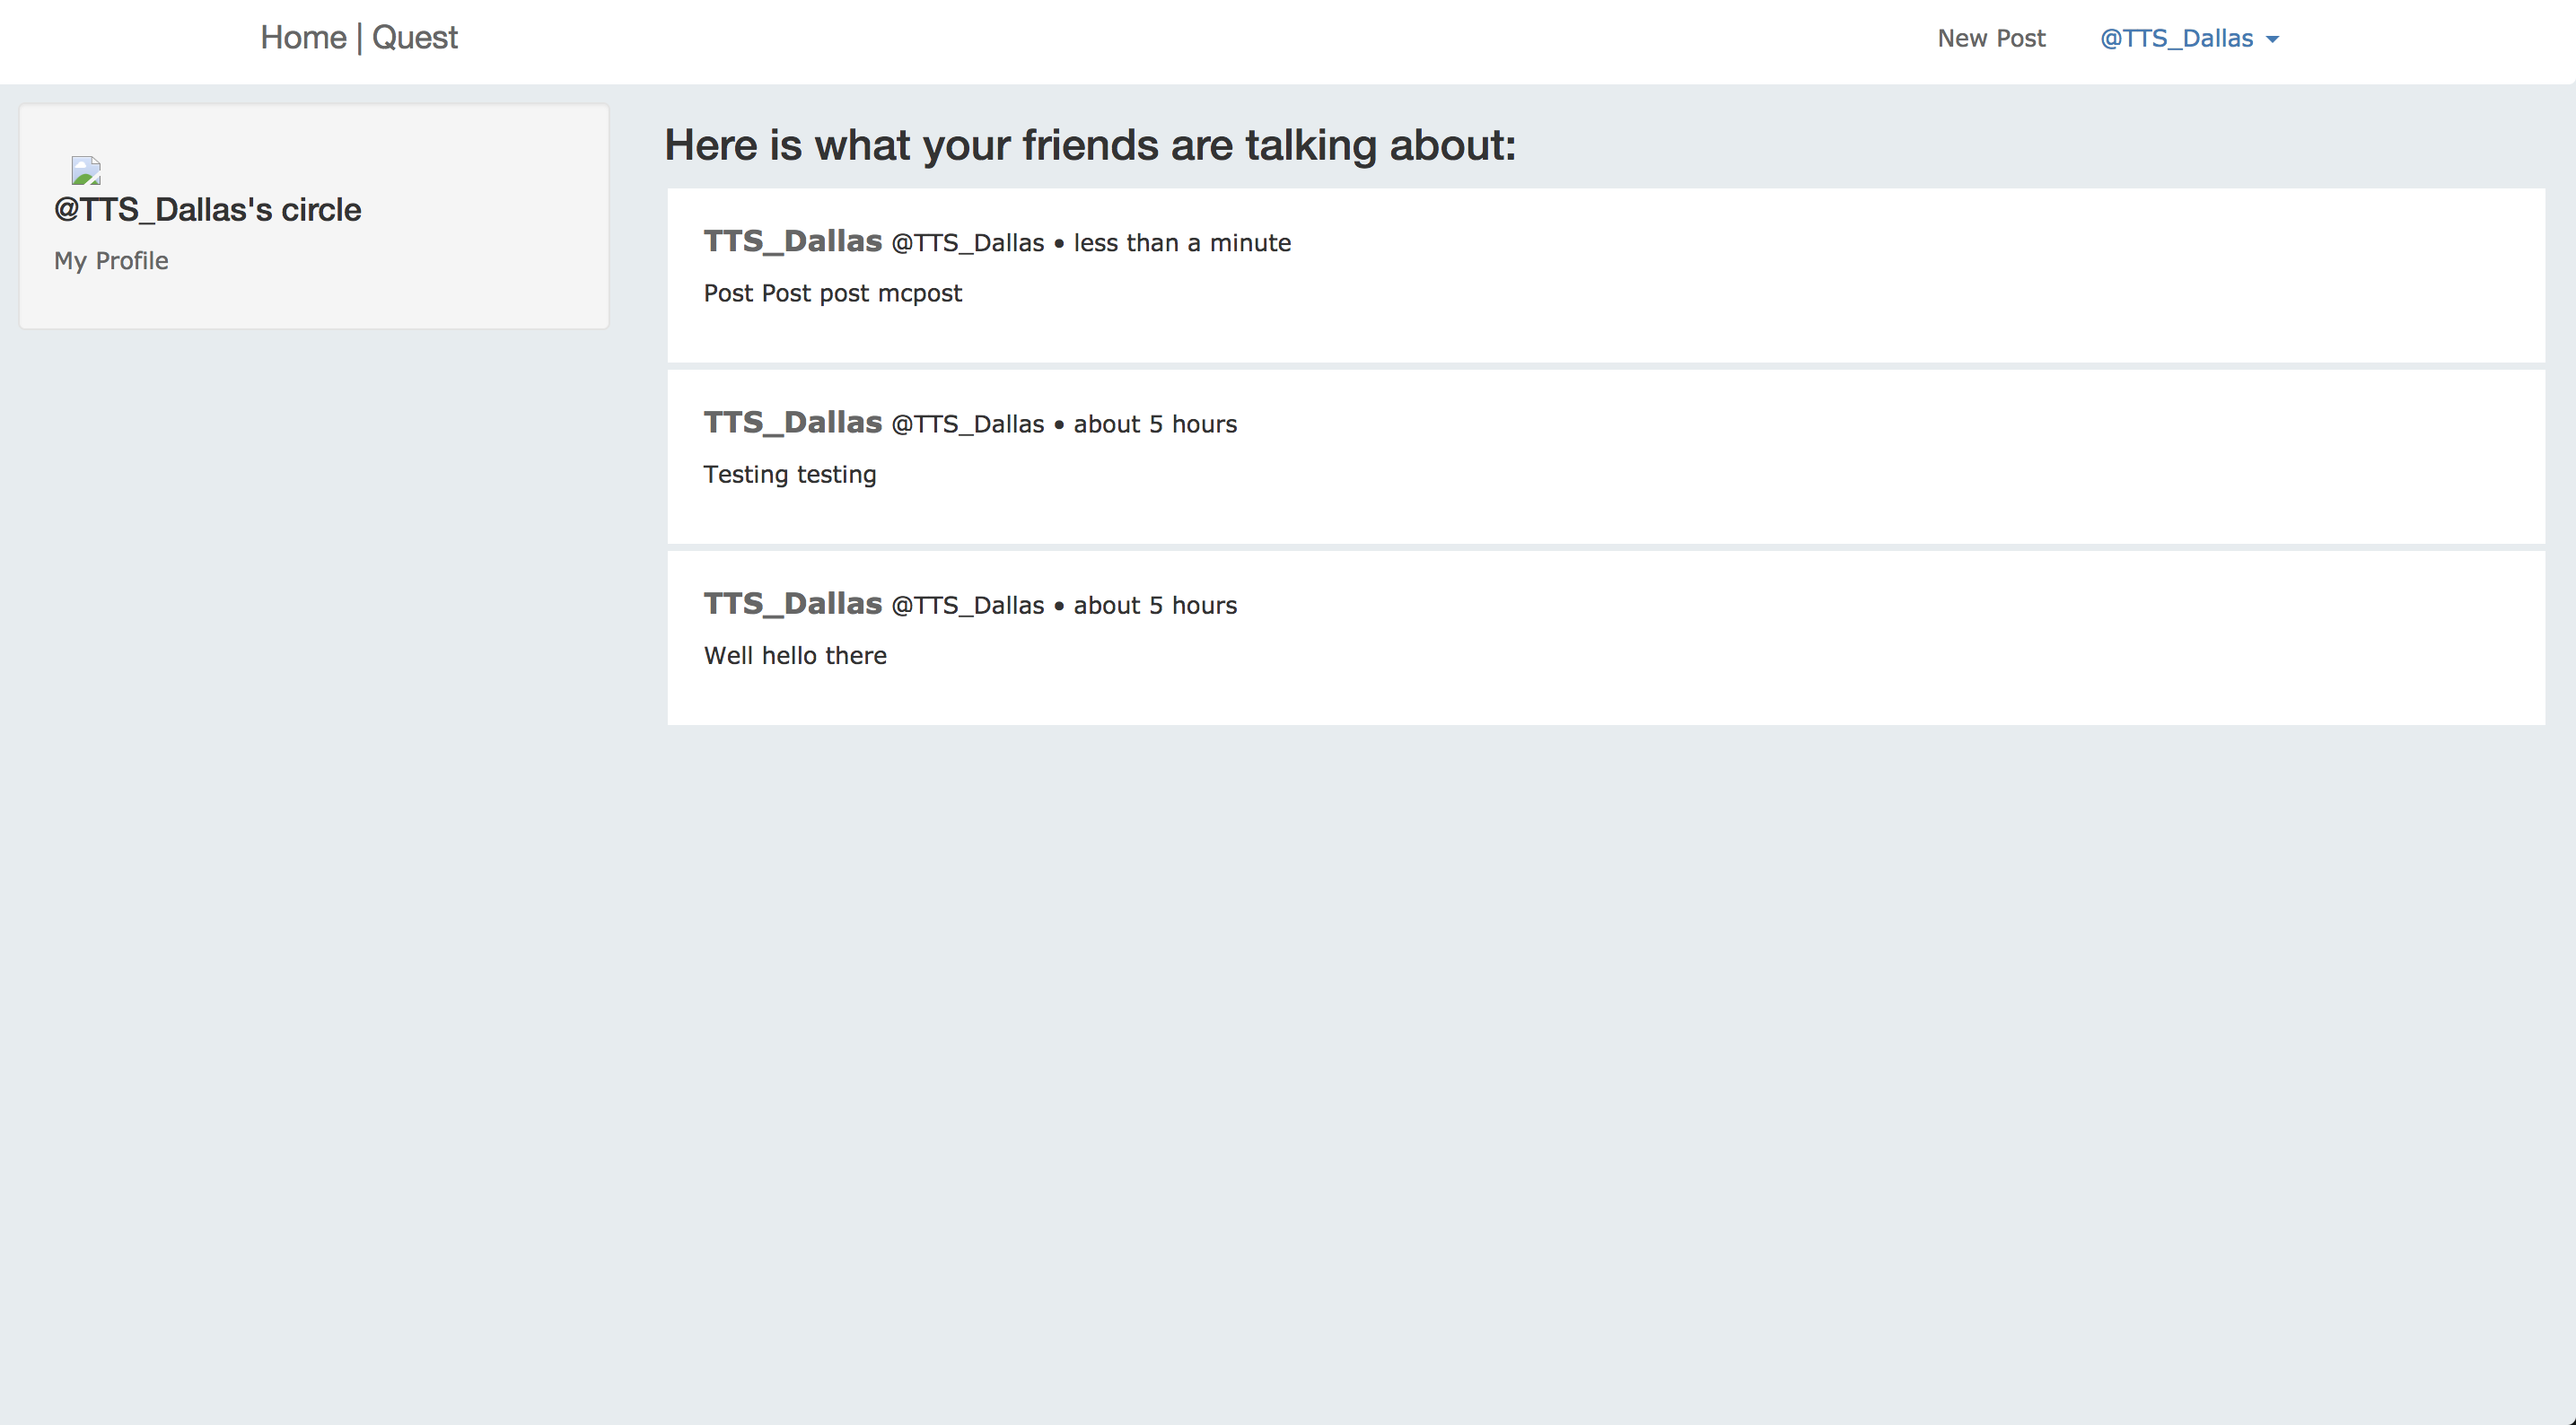 Home | Quest
New Post
@TTS_Dallas
@TTS_Dallas's circle
My Profile
Here is what your friends are talking about:
TTS_Dallas @TTS_Dallas • less than a minute
Post Post post mcpost
TTS_Dallas @TTS_Dallas • about 5 hours
Testing testing
TTS_Dallas @TTS_Dallas • about 5 hours
Well hello there